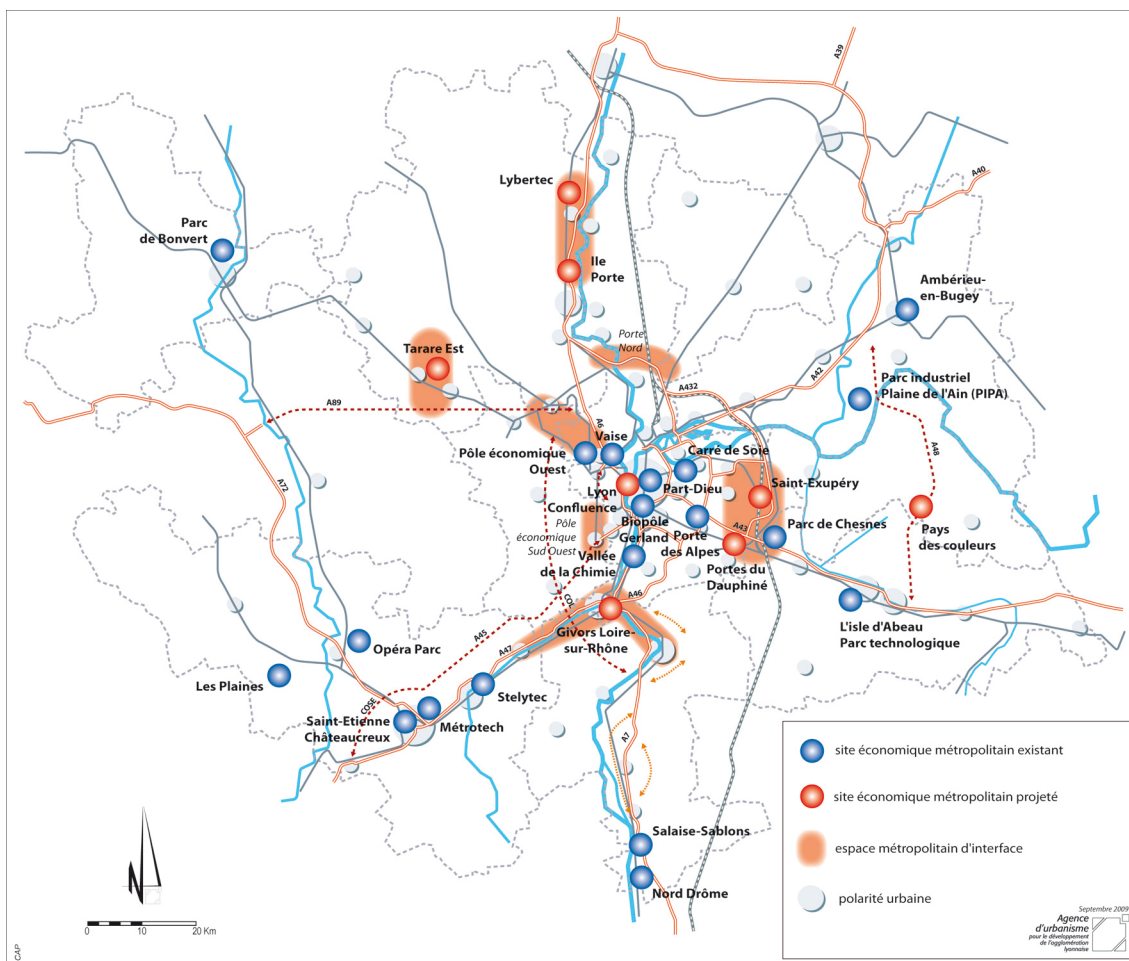 A39
A40
Lybertec
Parc
de Bonvert
Ile
Porte
Ambérieu-
en-Bugey
Porte
Nord
Tarare Est
A42
A432
Parc industriel
Plaine de l'Ain (PIPA)
A89
A6
A48
Vaise
Pôle économique
Ouest
Carré de Soie
A72
Lyon
Confluence
Part-Dieu
Saint-Exupéry
Biopôle
Gerland
Pôle
économique
Sud Ouest
Porte
des Alpes
A43
Parc de Chesnes
Pays
des couleurs
Vallée
de la Chimie
Portes du
Dauphiné
COL
A46
Givors Loire-
sur-Rhône
L'isle d'Abeau
Parc technologique
A45
A47
Opéra Parc
Les Plaines
Stelytec
COSE
Saint-Etienne
Châteaucreux
Métrotech
A7
Salaise-Sablons
Nord Drôme
site économique métropolitain existant
site économique métropolitain projeté
espace métropolitain d'interface
polarité urbaine
N
0 10 20 Km
CAP
Septembre 2009
Agence
d'urbanisme
pour le développement
de l'agglomération
lyonnaise